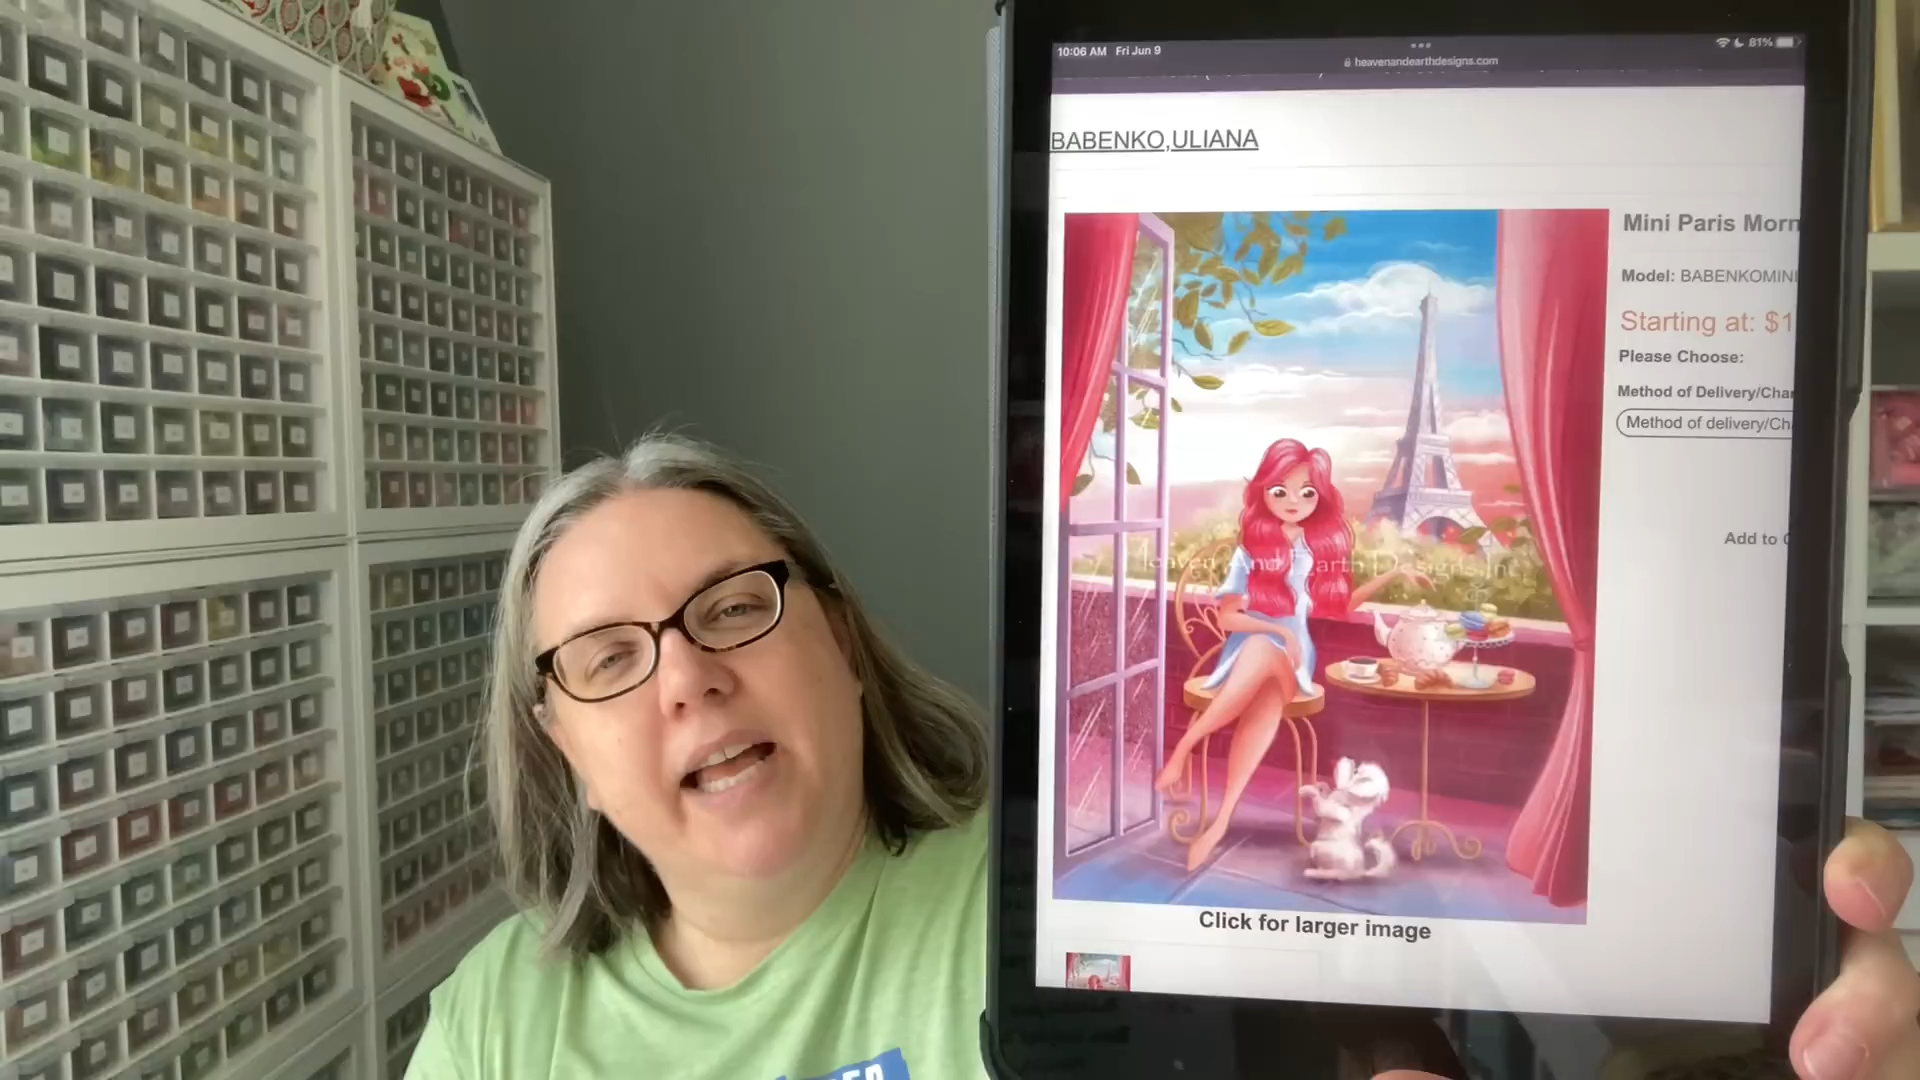 10:06 AM Fri Jun 9
81%
heavenandearthdesigns.com
BABENKO,ULIANA
Mini Paris Morn
Model: BABENKOMINI
Starting at: $1
Please Choose:
Method of Delivery/Char
Method of delivery/Ch
Heaven And Earth Designs,Inc
Add to
Click for larger image